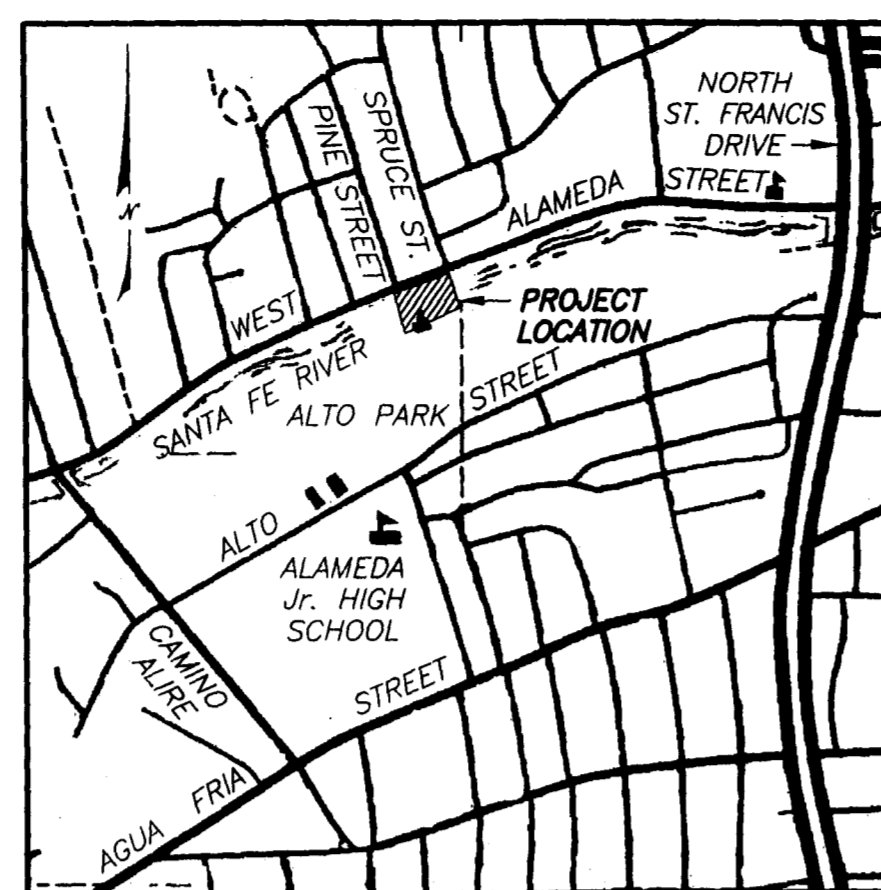 NORTH
ST. FRANCIS
DRIVE
PINE STREET
SPRUCE ST.
WEST ALAMEDA STREET
N
PROJECT
LOCATION
SANTA FE RIVER
ALTO PARK
ALTO STREET
ALAMEDA
Jr. HIGH
SCHOOL
CAMINO
ALIRE
AGUA FRIA STREET